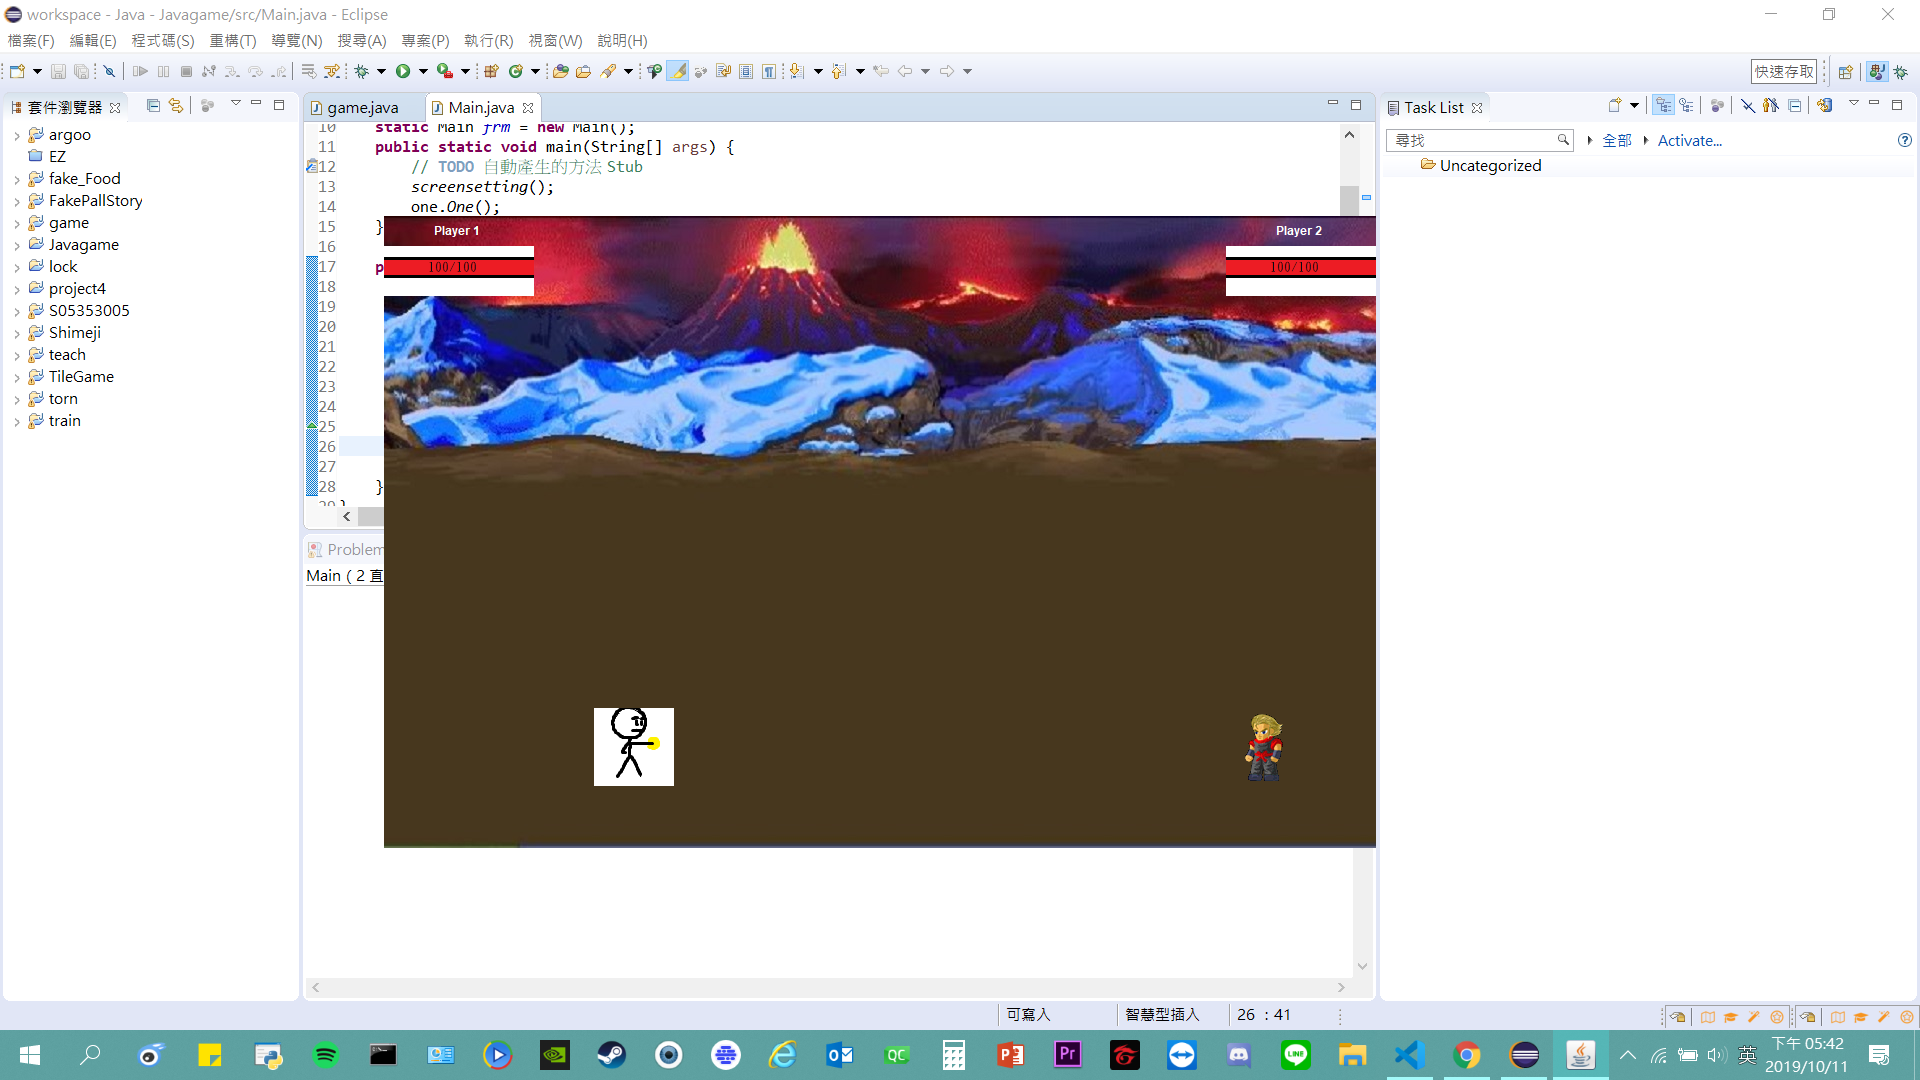 workspace - Java - Javagame/src/Main.java - Eclipse
檔案(F) 編輯(E) 程式碼(S) 重構(T) 導覽(N) 搜尋(A) 專案(P) 執行(R) 視窗(W) 說明(H)
快速存取
套件瀏覽器
argoo
EZ
fake_Food
FakePallStory
game
Javagame
lock
project4
S05353005
Shimeji
teach
TileGame
torn
train
game.java
Main.java
10 static Main frm = new Main();
11 public static void main(String[] args) {
12 // TODO 自動產生的方法 Stub
13 screensetting();
14 one.One();
15 }
16
17 p
18
19
20
21
22
23
24
25
26
27
28 }
29 }
Player 1
100/100
Player 2
100/100
Problem
Main ( 2 直
Task List
尋找
全部
Activate...
Uncategorized
可寫入
智慧型插入
26 : 41
QC
Pr
LINE
英
下午 05:42
2019/10/11